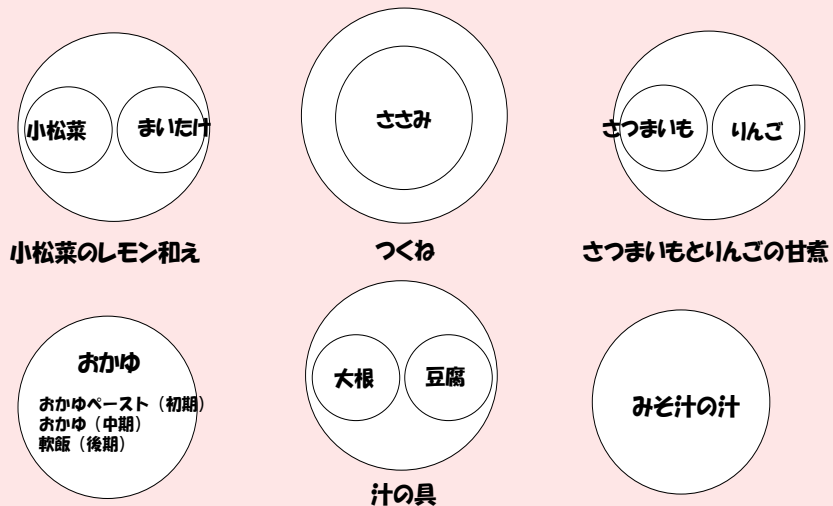 小松菜
まいたけ
ささみ
さつまいも
りんご
小松菜のレモン和え
つくね
さつまいもとりんごの甘煮
おかゆ
おかゆペースト（初期）
おかゆ（中期）
軟飯（後期）
大根
豆腐
みそ汁の汁
汁の具